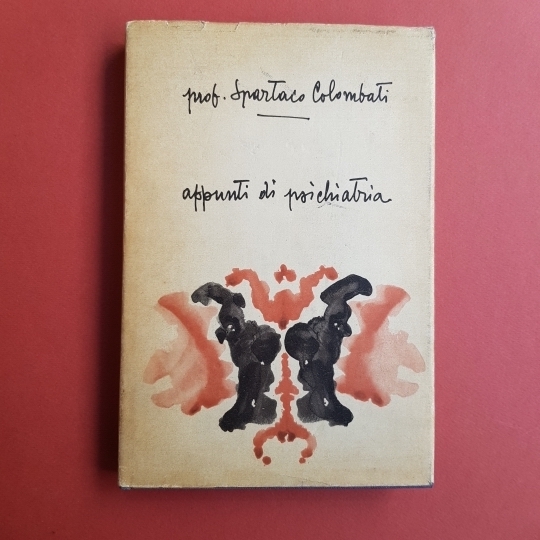 prof. Spartaco Colombati
appunti di psichiatria